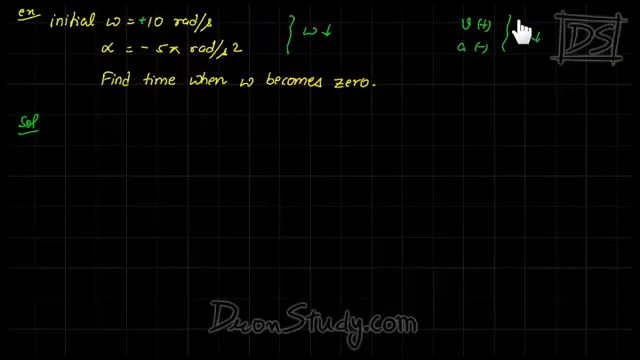 ex initial ω = +10 rad/s } ω↓ v (+)
α = - 5π rad/s2 a (-) } ↓
Find time when ω becomes zero.
Sol
DS
DronStudy.com